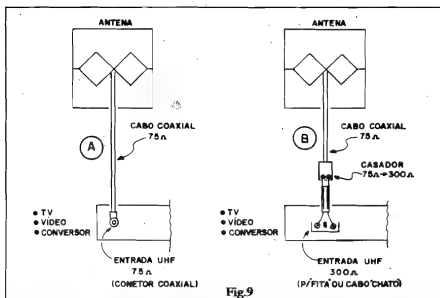 ANTENA
CABO COAXIAL
75Ω
A
• TV
• VÍDEO
• CONVERSOR
ENTRADA UHF
75Ω
(CONETOR COAXIAL)
ANTENA
CABO COAXIAL
75Ω
B
CASADOR
75Ω→300Ω
• TV
• VÍDEO
• CONVERSOR
ENTRADA UHF
300Ω
(P/FITA OU CABO CHATO)
Fig.9